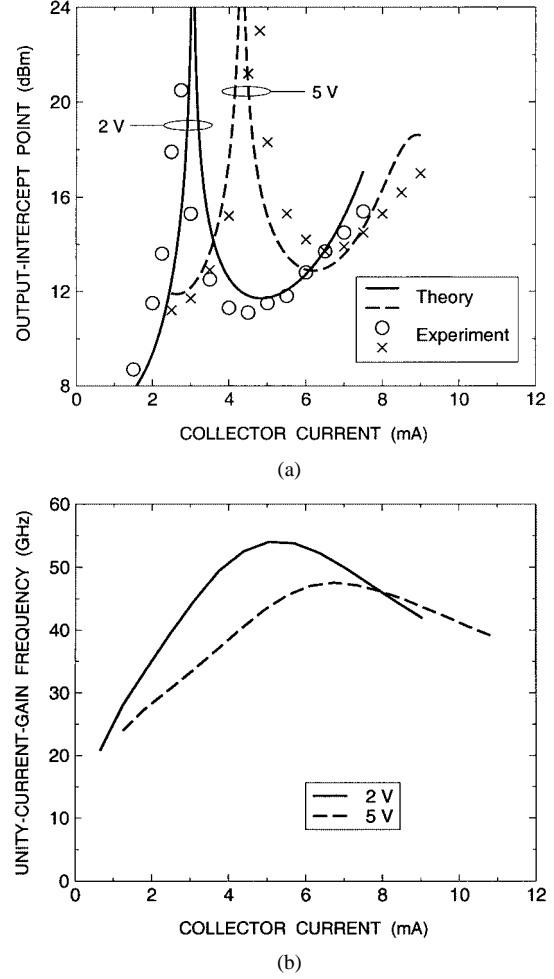 24
20
16
12
8
OUTPUT-INTERCEPT POINT (dBm)
2 V
5 V
Theory
Experiment
0 2 4 6 8 10 12
COLLECTOR CURRENT (mA)
(a)
60
50
40
30
20
10
0
UNITY-CURRENT-GAIN FREQUENCY (GHz)
2 V
5 V
0 2 4 6 8 10 12
COLLECTOR CURRENT (mA)
(b)